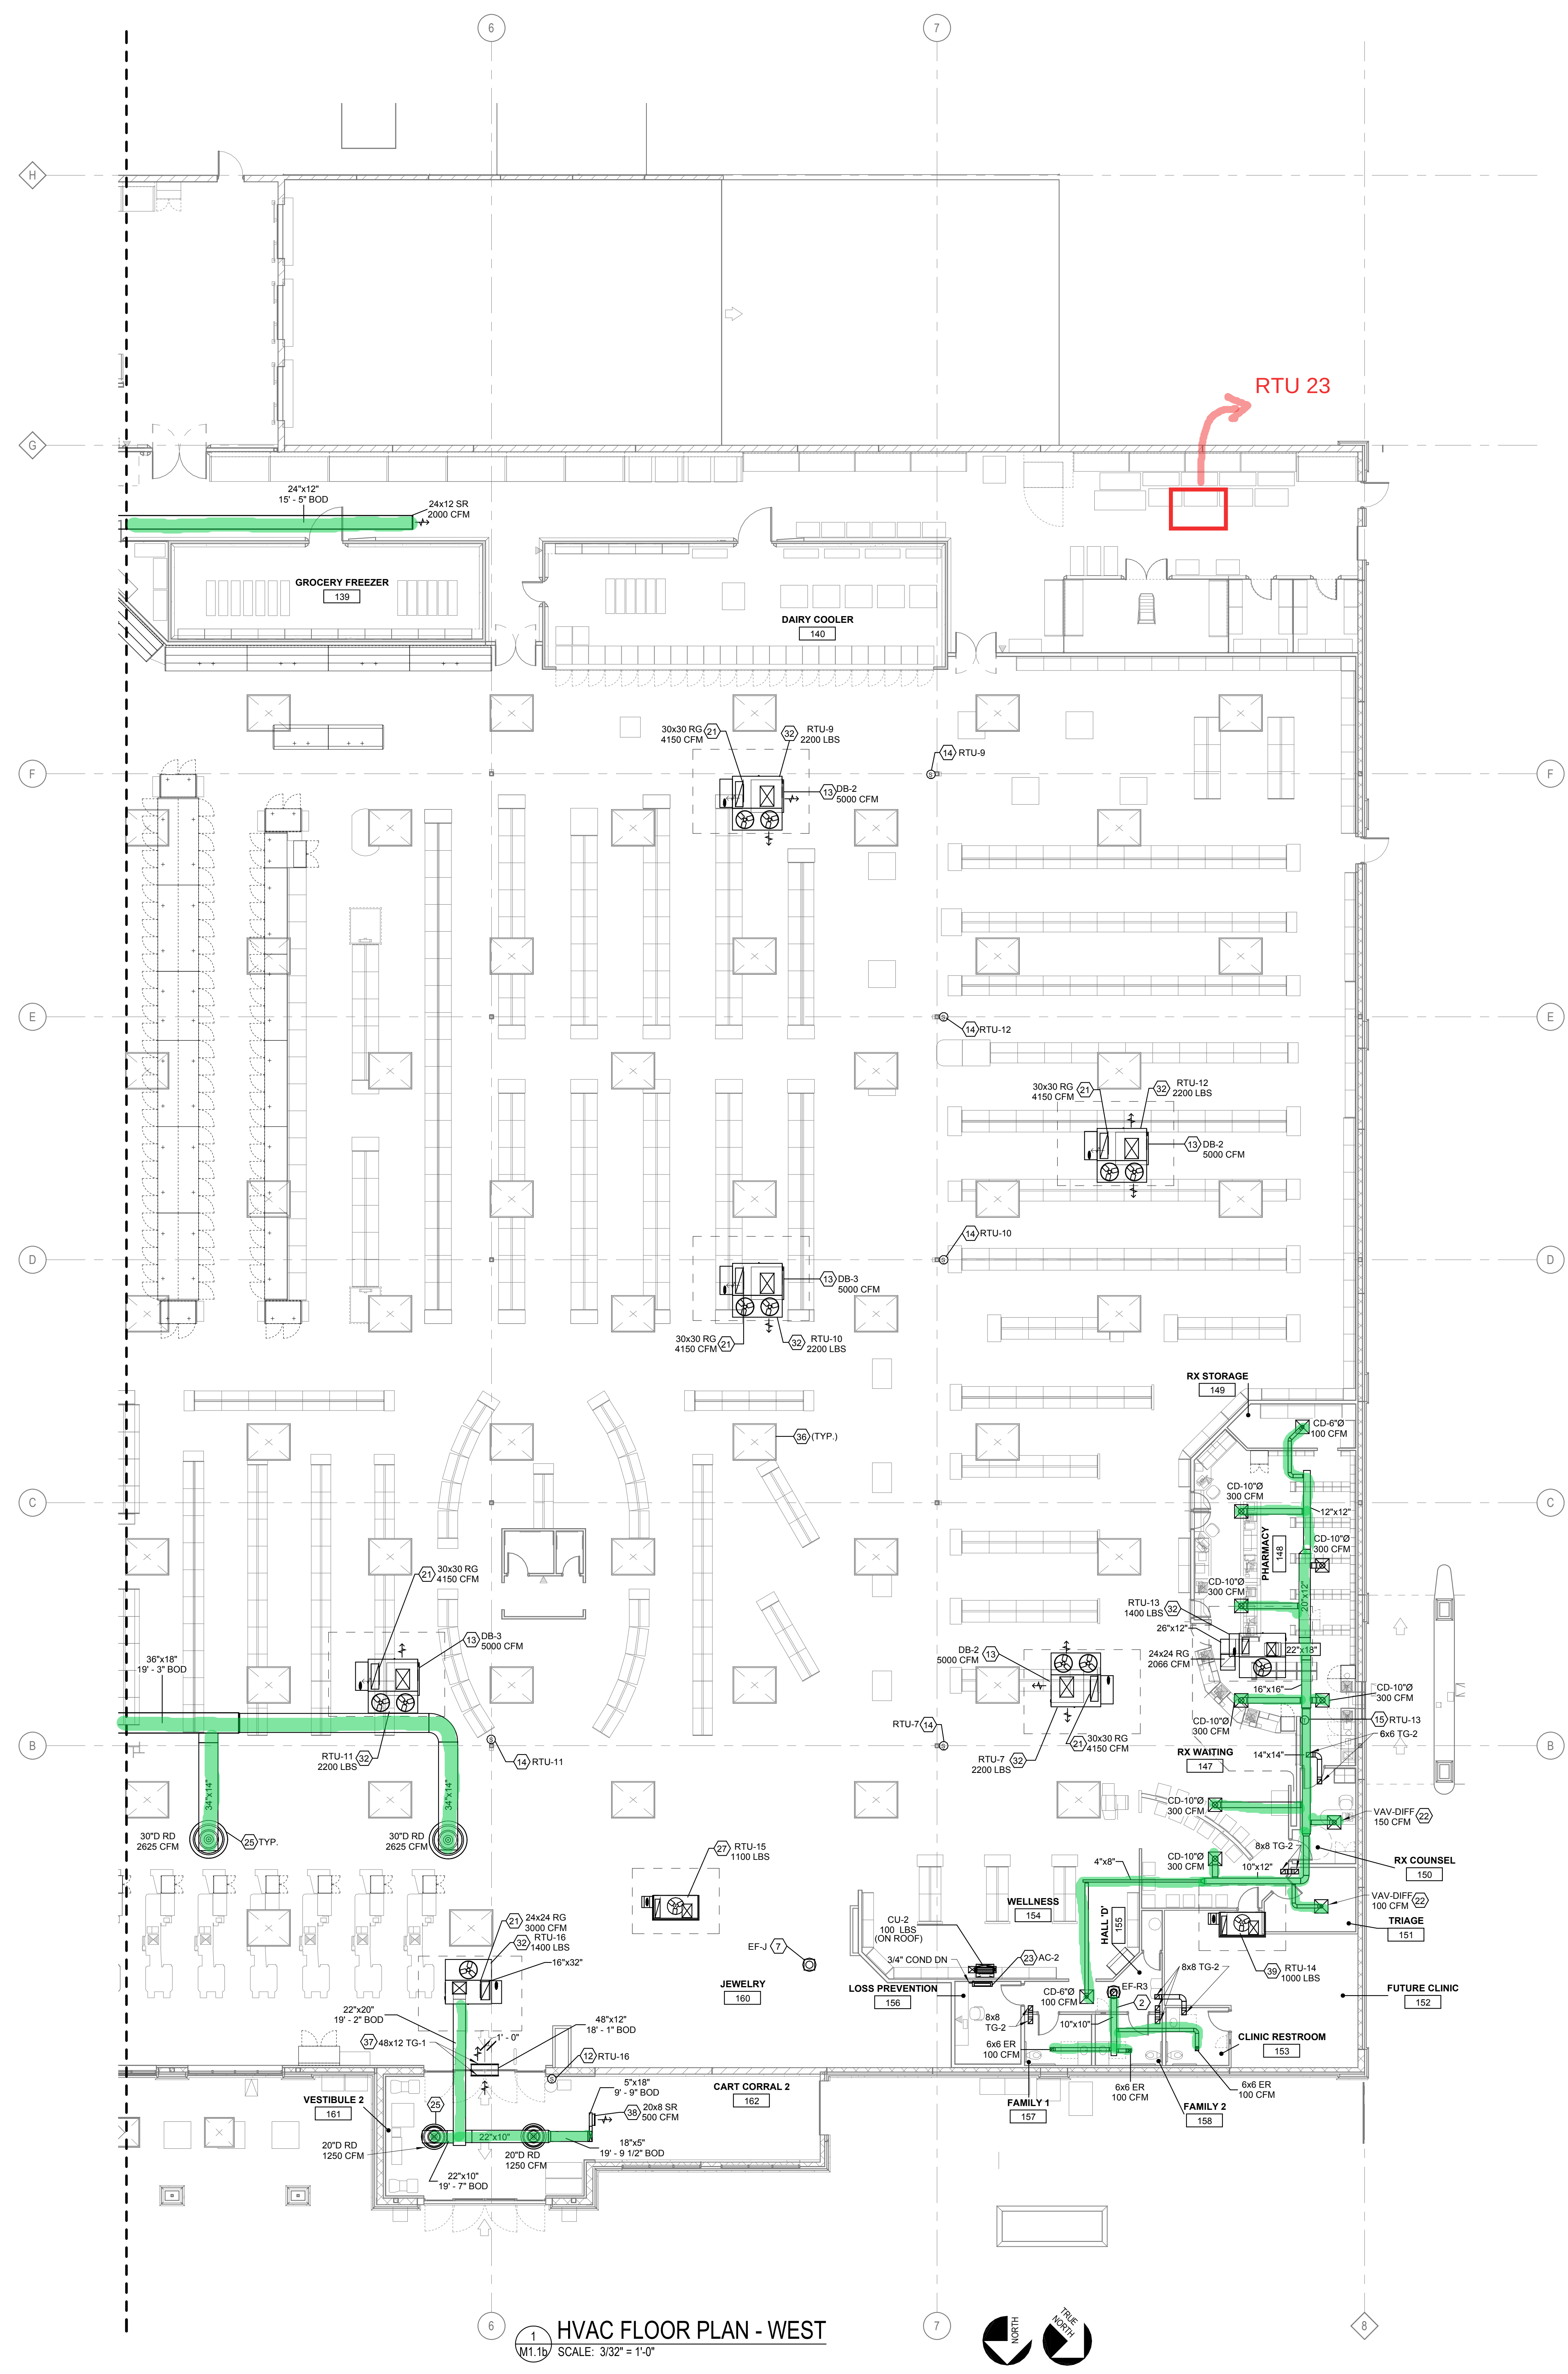 6
7
H
RTU 23
G
24"x12"
15' - 5" BOD
24x12 SR
2000 CFM
GROCERY FREEZER
139
DAIRY COOLER
140
30x30 RG
4150 CFM
21
32
RTU-9
2200 LBS
14
RTU-9
F
F
13
DB-2
5000 CFM
E
E
14
RTU-12
30x30 RG
4150 CFM
21
32
RTU-12
2200 LBS
13
DB-2
5000 CFM
14
RTU-10
D
D
13
DB-3
5000 CFM
30x30 RG
4150 CFM
21
32
RTU-10
2200 LBS
RX STORAGE
149
CD-6"Ø
100 CFM
36
(TYP.)
CD-10"Ø
300 CFM
C
C
12"x12"
CD-10"Ø
300 CFM
PHARMACY
148
21
30x30 RG
4150 CFM
CD-10"Ø
300 CFM
20"x12"
RTU-13
1400 LBS
32
26"x12"
13
DB-3
5000 CFM
DB-2
5000 CFM
13
24x24 RG
2066 CFM
22"x18"
36"x18"
19' - 3" BOD
16"x16"
CD-10"Ø
300 CFM
CD-10"Ø
300 CFM
15
RTU-13
RTU-7
14
6x6 TG-2
B
B
21
30x30 RG
4150 CFM
RTU-11
2200 LBS
32
14
RTU-11
RTU-7
2200 LBS
32
RX WAITING
147
14"x14"
34"x14"
34"x14"
CD-10"Ø
300 CFM
VAV-DIFF
150 CFM
22
30"D RD
2625 CFM
25
TYP.
30"D RD
2625 CFM
27
RTU-15
1100 LBS
8x8 TG-2
CD-10"Ø
300 CFM
4"x8"
10"x12"
RX COUNSEL
150
WELLNESS
154
VAV-DIFF
100 CFM
22
TRIAGE
151
21
24x24 RG
3000 CFM
32
RTU-16
1400 LBS
16"x32"
CU-2
100 LBS
(ON ROOF)
HALL 'D'
155
EF-J
7
3/4" COND DN
23
AC-2
39
RTU-14
1000 LBS
8x8 TG-2
JEWELRY
160
LOSS PREVENTION
156
CD-6"Ø
100 CFM
EF-R3
2
FUTURE CLINIC
152
22"x20"
19' - 2" BOD
48"x12"
18' - 1" BOD
8x8
TG-2
10"x10"
37
48x12 TG-1
1' - 0"
6x6 ER
100 CFM
CLINIC RESTROOM
153
12
RTU-16
5"x18"
9' - 9" BOD
CART CORRAL 2
162
6x6 ER
100 CFM
6x6 ER
100 CFM
VESTIBULE 2
161
25
38
20x8 SR
500 CFM
FAMILY 1
157
FAMILY 2
158
22"x10"
20"D RD
1250 CFM
20"D RD
1250 CFM
18"x5"
19' - 9 1/2" BOD
22"x10"
19' - 7" BOD
6
7
8
1
M1.1b
HVAC FLOOR PLAN - WEST
SCALE: 3/32" = 1'-0"
NORTH
TRUE
NORTH